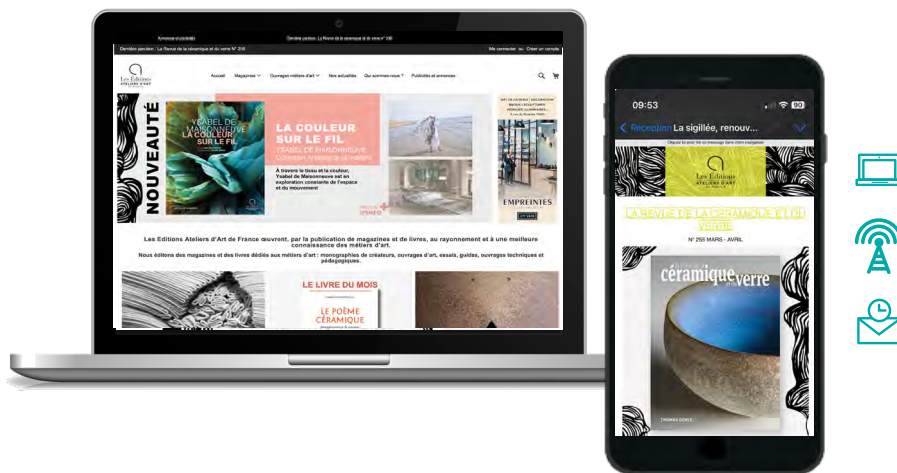 Dernière parution : La Revue de la céramique et du verre N° 255
Me connecter ou Créer un compte
Les Editions
ATELIERS D'ART
Accueil Magazines Ouvrages métiers d'art Nos actualités Qui sommes-nous ? Publicités et annonces
NOUVEAUTÉ
YSABEL DE
MAISONNEUVE
LA COULEUR
SUR LE FIL
LA COULEUR
SUR LE FIL
YSABEL DE MAISONNEUVE
À travers le tissu et la couleur,
Ysabel de Maisonneuve est en
exploration constante de l'espace
et du mouvement
EMPREINTES
Les Editions Ateliers d'Art de France œuvrent, par la publication de magazines et de livres, au rayonnement et à une meilleure
connaissance des métiers d'art.
Nous éditons des magazines et des livres dédiés aux métiers d'art : monographies de créateurs, ouvrages d'art, essais, guides, ouvrages techniques et
pédagogiques.
LE LIVRE DU MOIS
LE POÈME
CÉRAMIQUE
09:53
90
Reception La sigillée, renouv...
Les Editions
ATELIERS D'ART
LA REVUE DE LA CERAMIQUE ET DU
VERRE
N° 255 MARS - AVRIL
céramique
verre